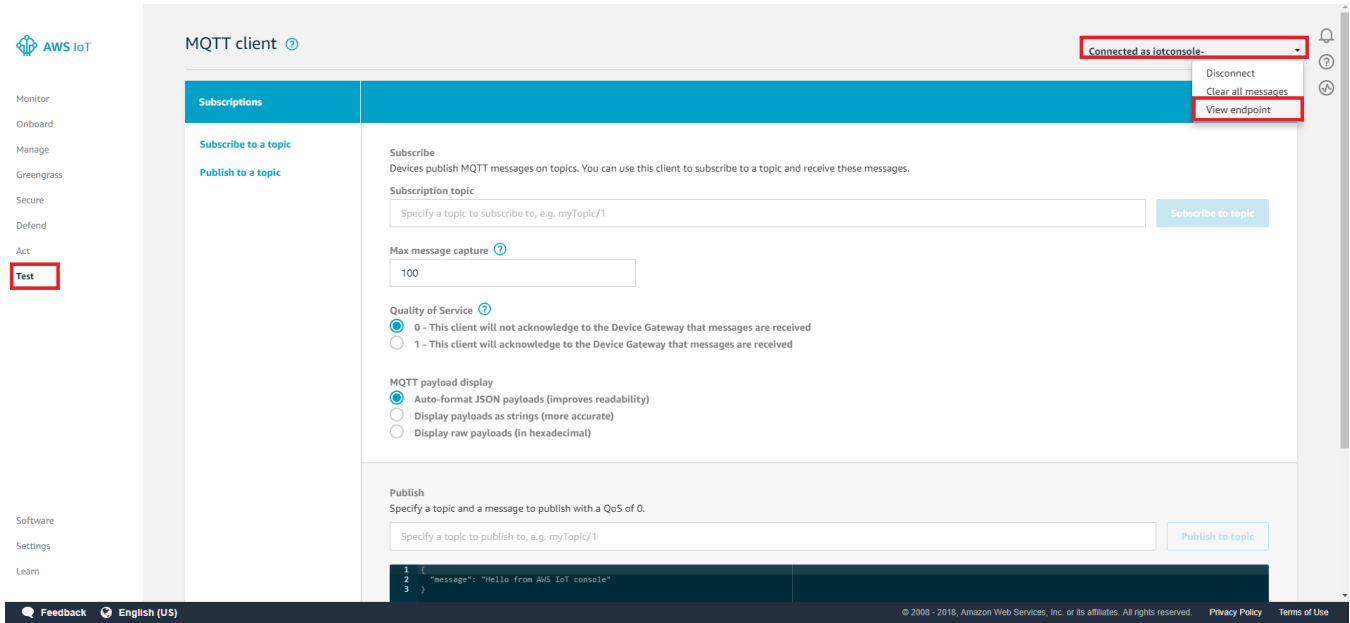 AWS IoT
Monitor
Onboard
Manage
Greengrass
Secure
Defend
Act
Test
Software
Settings
Learn
MQTT client ?
Connected as iotconsole-
Disconnect
Clear all messages
View endpoint
Subscriptions
Subscribe to a topic
Publish to a topic
Subscribe
Devices publish MQTT messages on topics. You can use this client to subscribe to a topic and receive these messages.
Subscription topic
Specify a topic to subscribe to, e.g. myTopic/1
Subscribe to topic
Max message capture ?
100
Quality of Service ?
0 - This client will not acknowledge to the Device Gateway that messages are received
1 - This client will acknowledge to the Device Gateway that messages are received
MQTT payload display
Auto-format JSON payloads (improves readability)
Display payloads as strings (more accurate)
Display raw payloads (in hexadecimal)
Publish
Specify a topic and a message to publish with a QoS of 0.
Specify a topic to publish to, e.g. myTopic/1
Publish to topic
1 {
2 "message": "Hello from AWS IoT console"
3 }
Feedback English (US)
© 2008 - 2018, Amazon Web Services, Inc. or its affiliates. All rights reserved. Privacy Policy Terms of Use